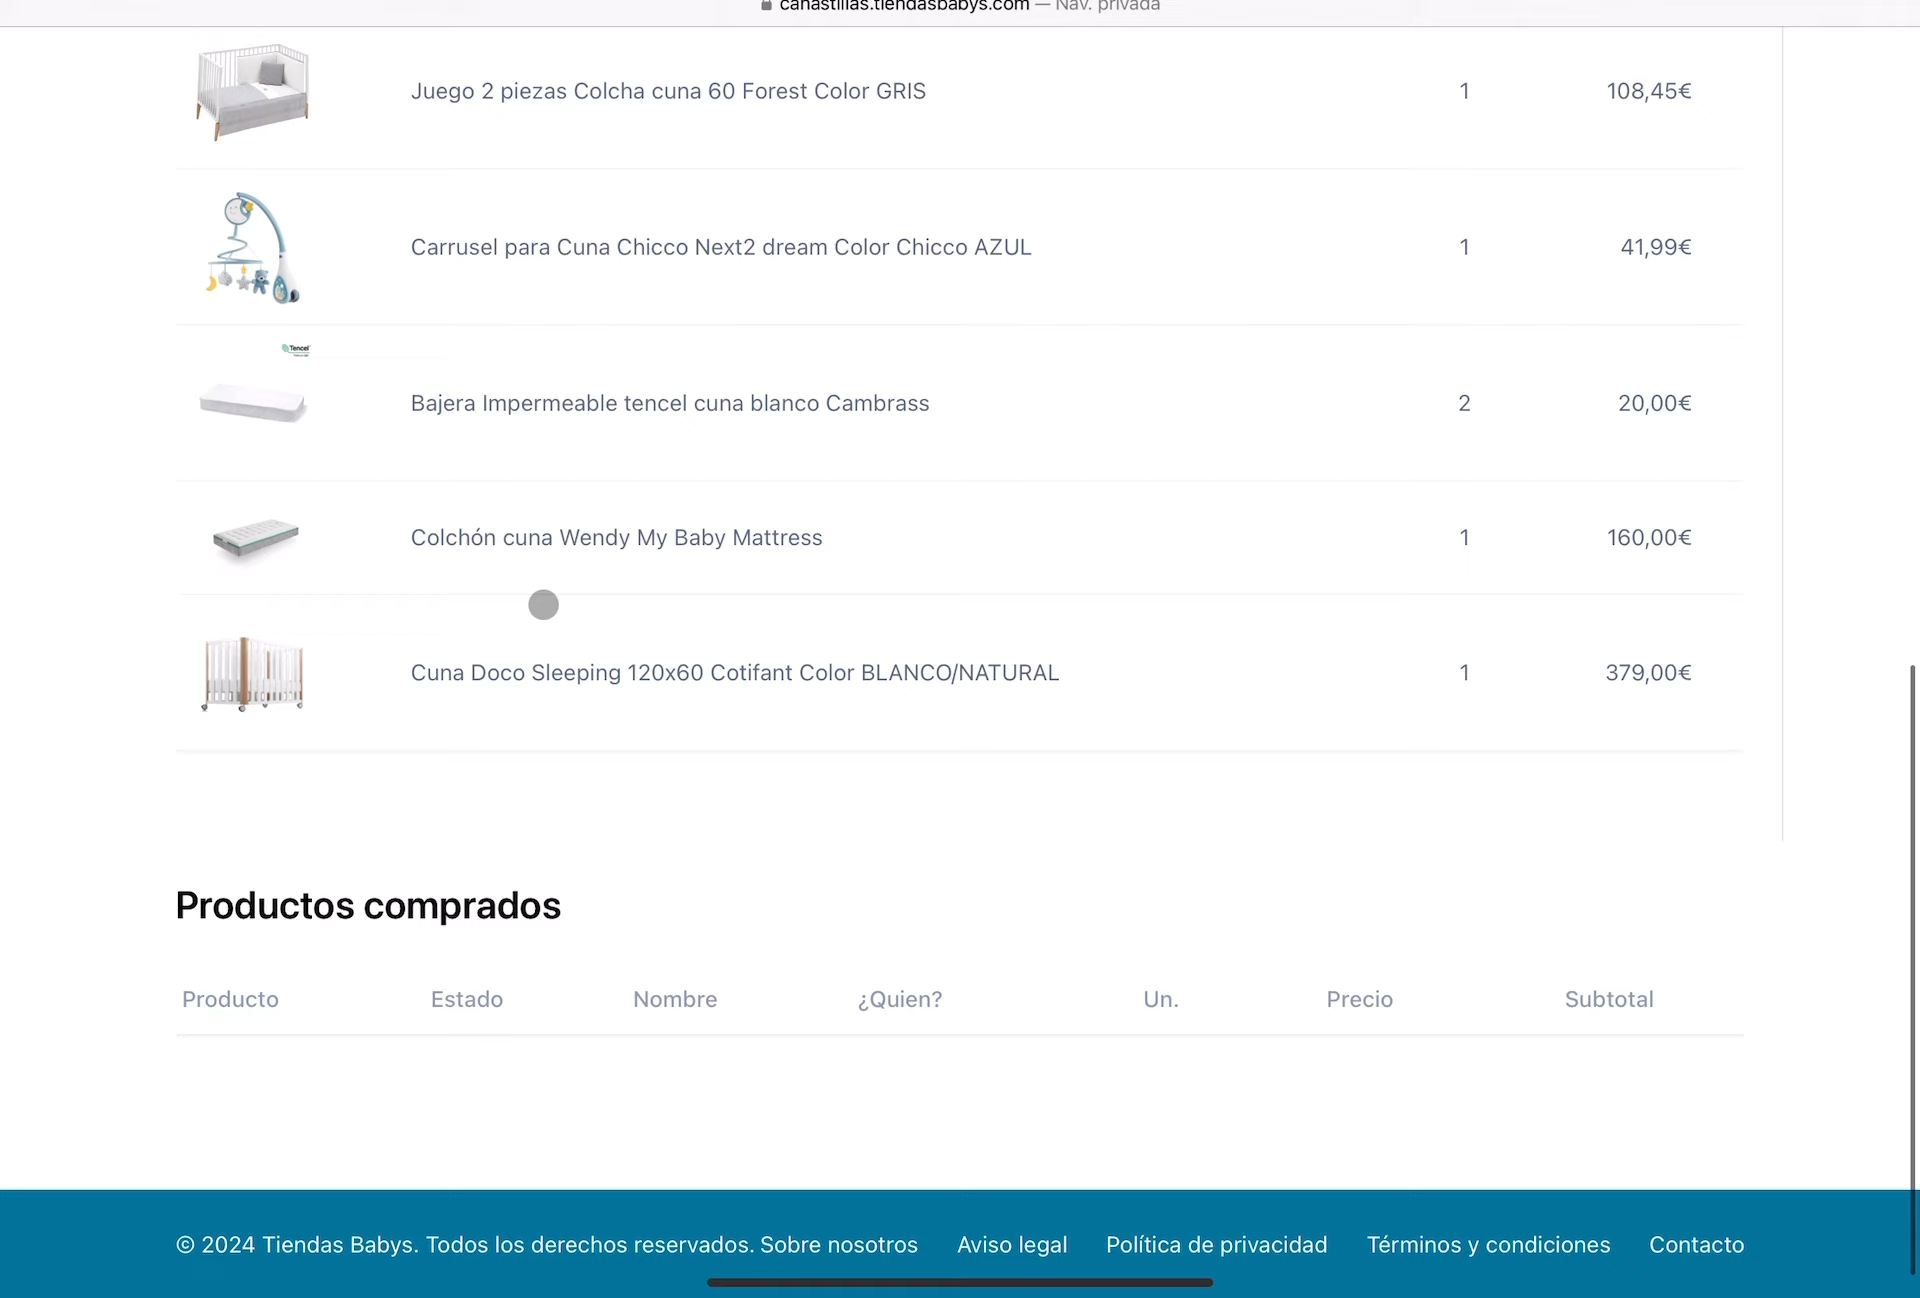 canastillas.tiendasbabys.com — Nav. privada
Juego 2 piezas Colcha cuna 60 Forest Color GRIS 1 108,45€
Carrusel para Cuna Chicco Next2 dream Color Chicco AZUL 1 41,99€
Tencel
Bajera Impermeable tencel cuna blanco Cambrass 2 20,00€
Colchón cuna Wendy My Baby Mattress 1 160,00€
Cuna Doco Sleeping 120x60 Cotifant Color BLANCO/NATURAL 1 379,00€
Productos comprados
Producto Estado Nombre ¿Quien? Un. Precio Subtotal
© 2024 Tiendas Babys. Todos los derechos reservados. Sobre nosotros Aviso legal Política de privacidad Términos y condiciones Contacto